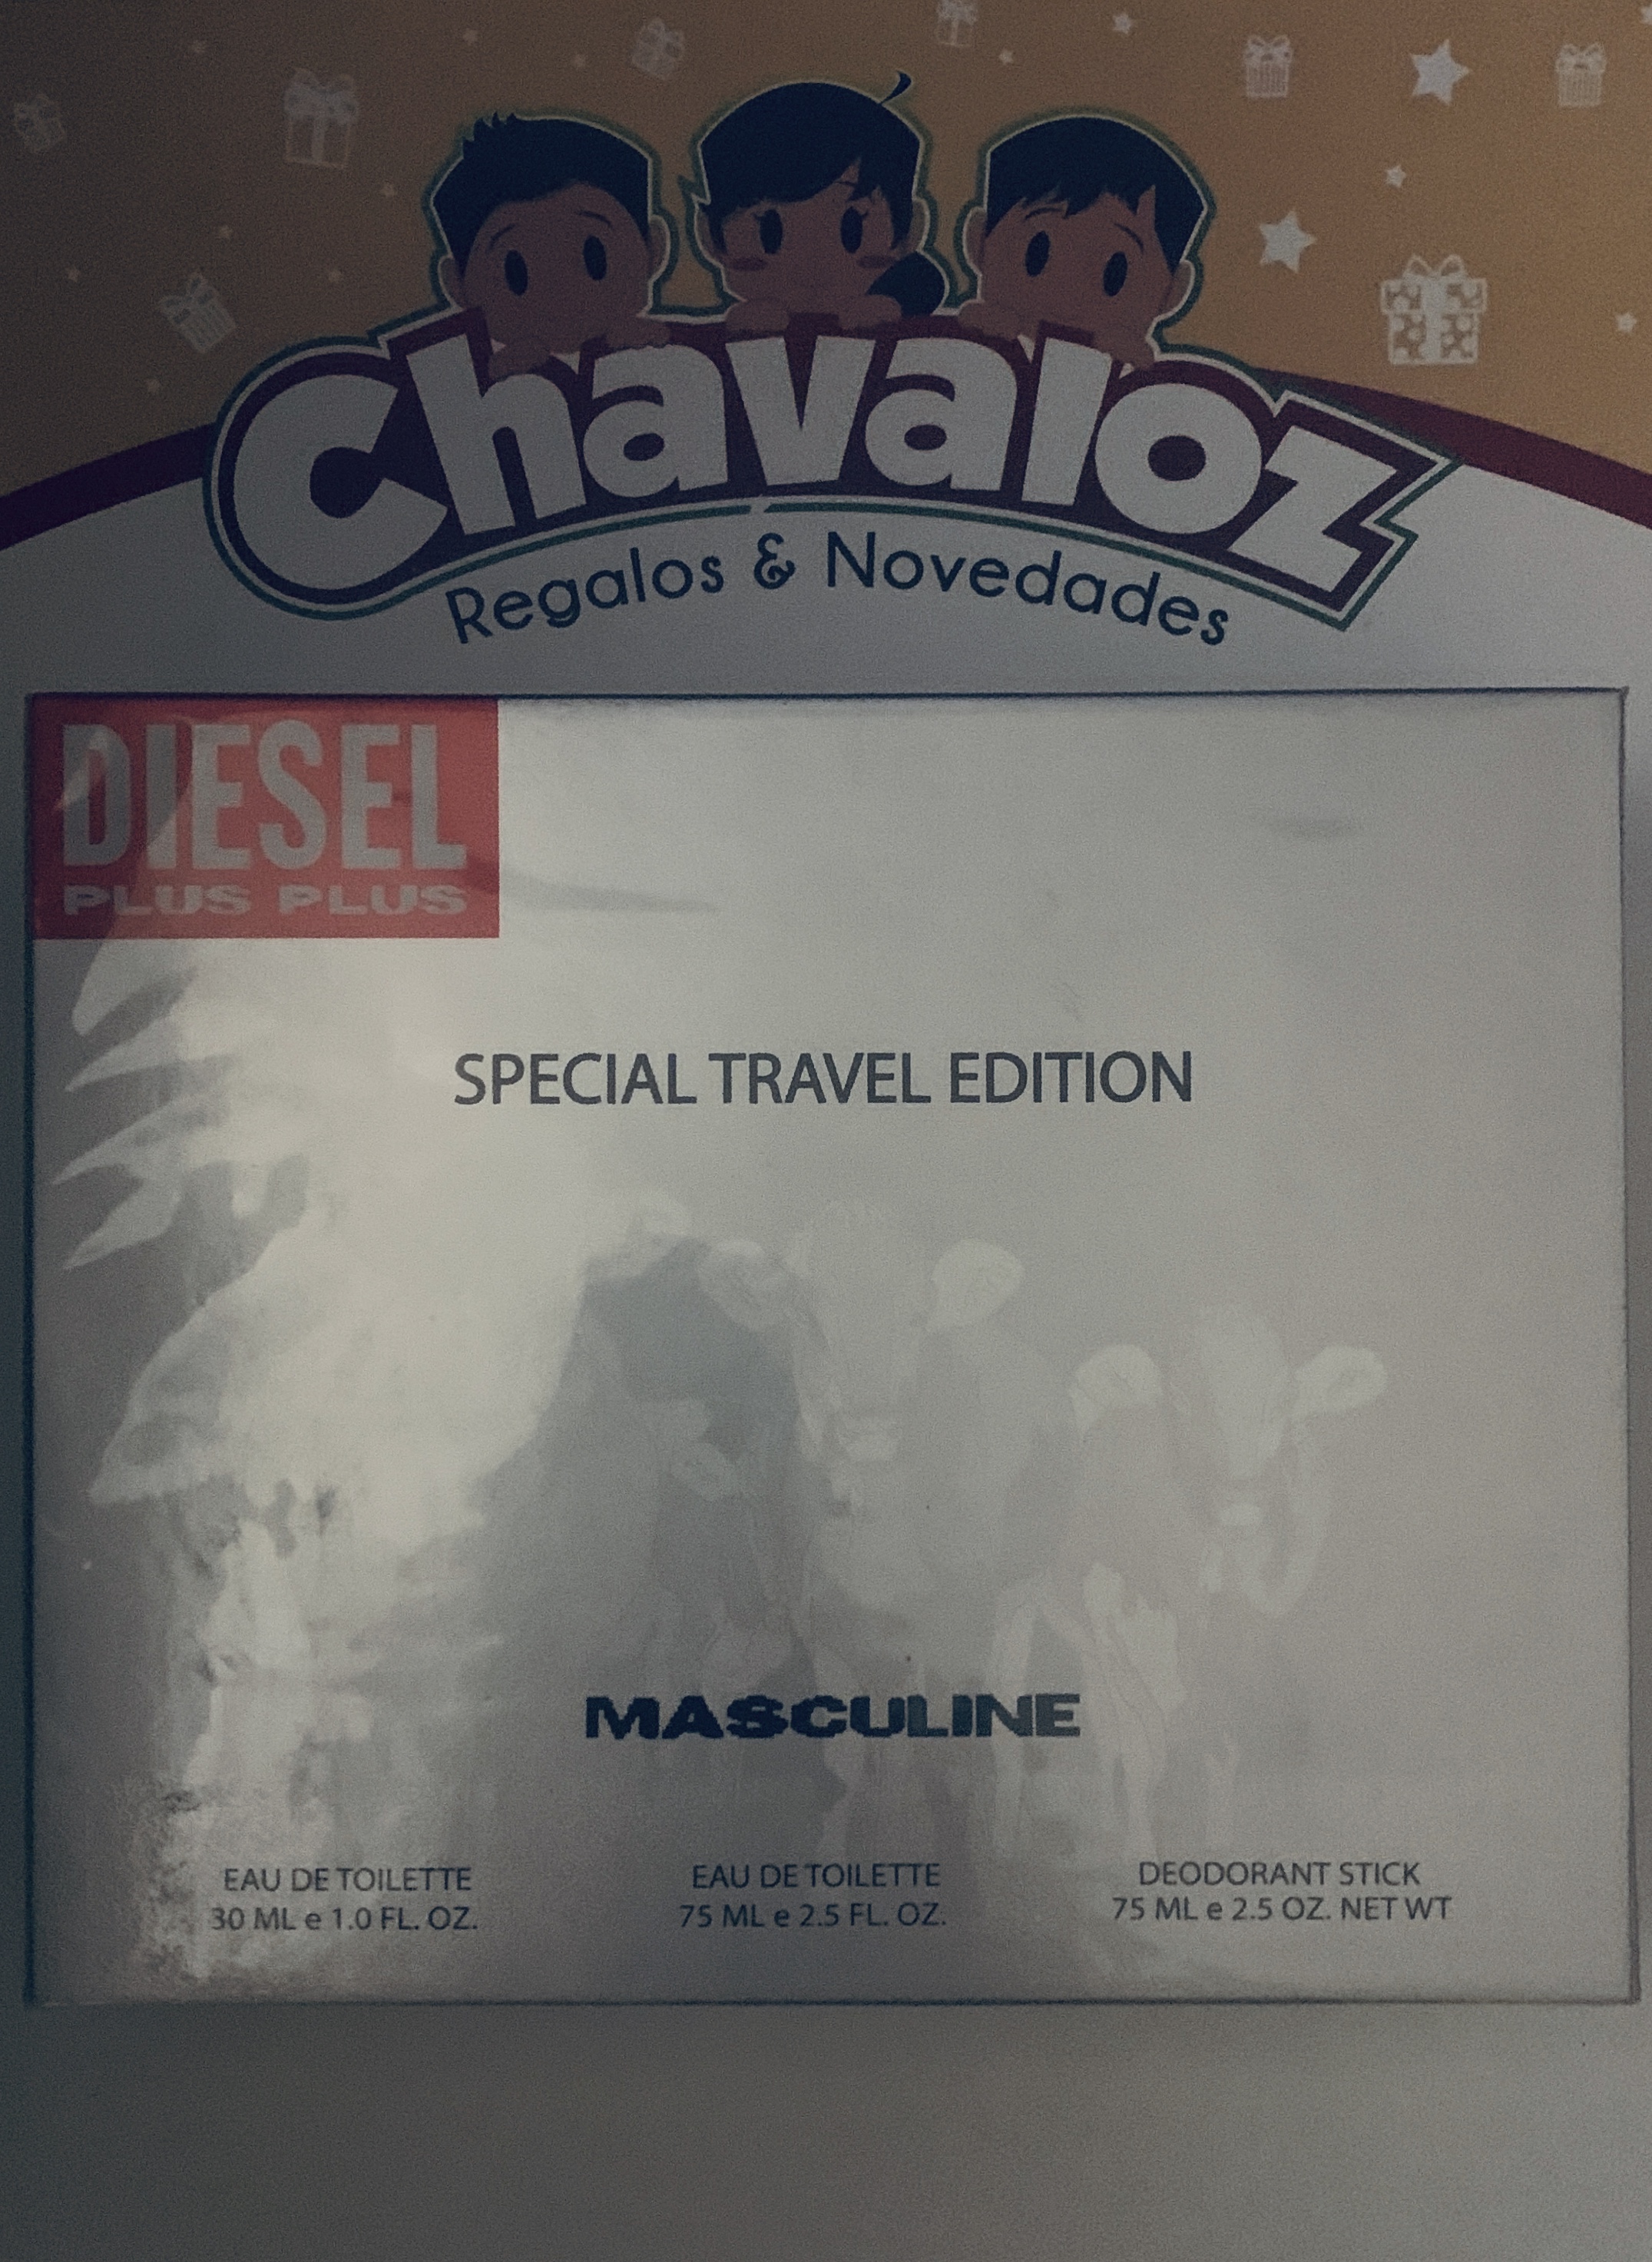 Chavaloz
Regalos & Novedades
DIESEL
PLUS PLUS
SPECIAL TRAVEL EDITION
MASCULINE
EAU DE TOILETTE
30 ML e 1.0 FL. OZ.
EAU DE TOILETTE
75 ML e 2.5 FL. OZ.
DEODORANT STICK
75 ML e 2.5 OZ. NET WT